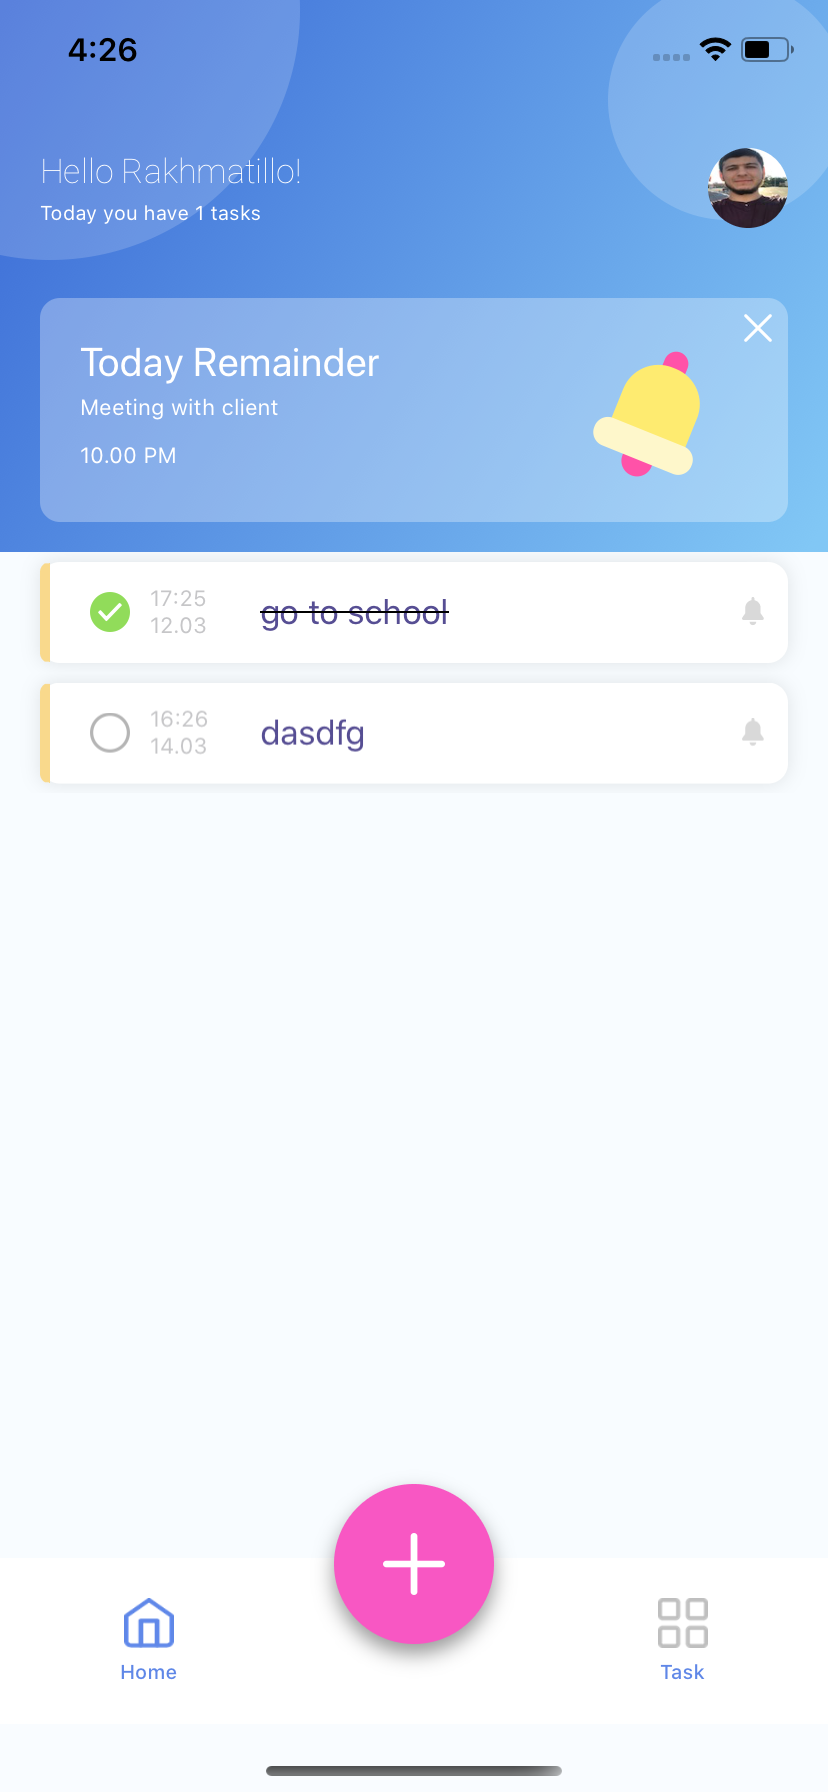 4:26
Hello Rakhmatillo!
Today you have 1 tasks
Today Remainder
Meeting with client
10.00 PM
17:25
12.03
go to school
16:26
14.03
dasdfg
Home
Task